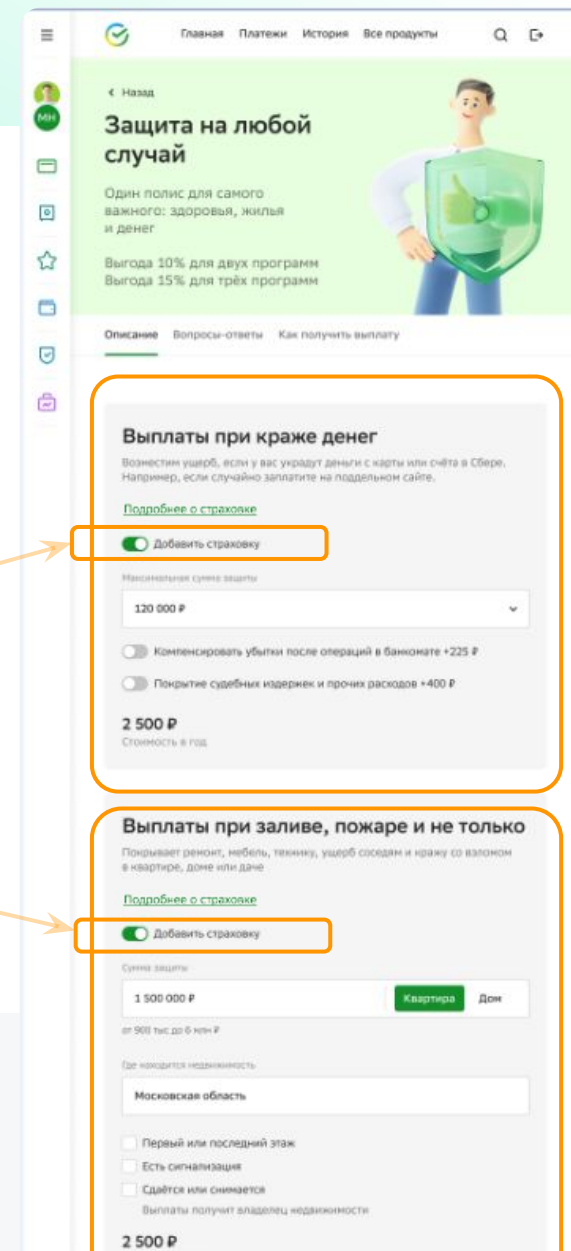 Главная Платежи История Все продукты
Назад
МН
Защита на любой
случай
Один полис для самого
важного: здоровья, жилья
и денег
Выгода 10% для двух программ
Выгода 15% для трёх программ
Описание Вопросы-ответы Как получить выплату
Выплаты при краже денег
Возместим ущерб, если у вас украдут деньги с карты или счёта в Сбере.
Например, если случайно заплатите на поддельном сайте.
Подробнее о страховке
Добавить страховку
Максимальная сумма защиты
120 000 ₽
Компенсировать убытки после операций в банкомате +225 ₽
Покрытие судебных издержек и прочих расходов +400 ₽
2 500 ₽
Стоимость в год
Выплаты при заливе, пожаре и не только
Покрывает ремонт, мебель, технику, ущерб соседям и кражу со взломом
в квартире, доме или даче
Подробнее о страховке
Добавить страховку
Сумма защиты
1 500 000 ₽ Квартира Дом
от 900 тыс до 6 млн ₽
Где находится недвижимость
Московская область
Первый или последний этаж
Есть сигнализация
Сдаётся или снимается
Выплаты получит владелец недвижимости
2 500 ₽